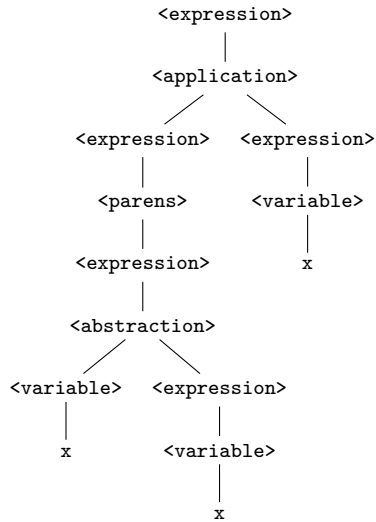 <expression>
<application>
<expression> <expression>
<parens> <variable>
<expression> x
<abstraction>
<variable> <expression>
x <variable>
x